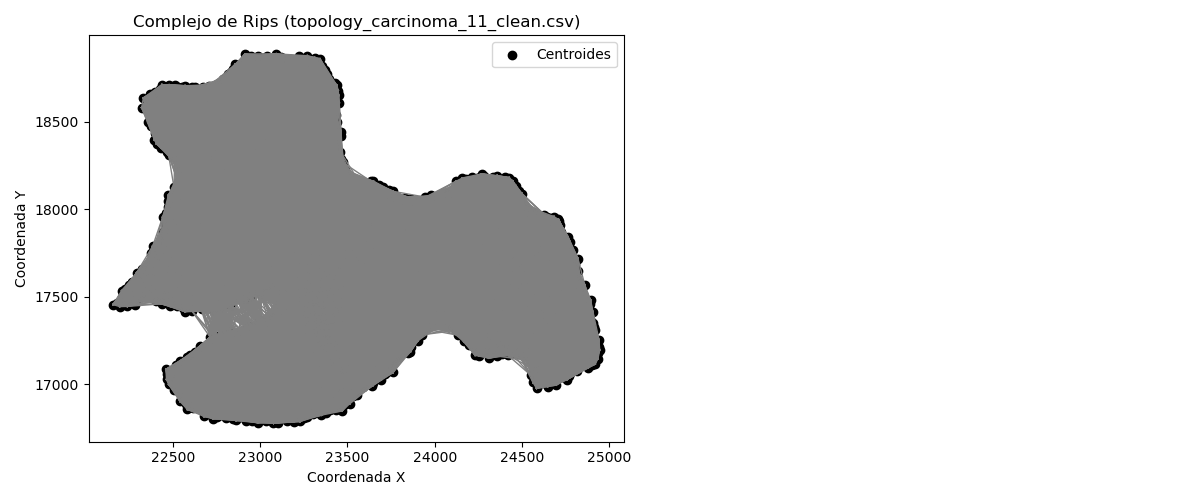 Complejo de Rips (topology_carcinoma_11_clean.csv)
Centroides
18500
18000
17500
17000
Coordenada Y
22500 23000 23500 24000 24500 25000
Coordenada X